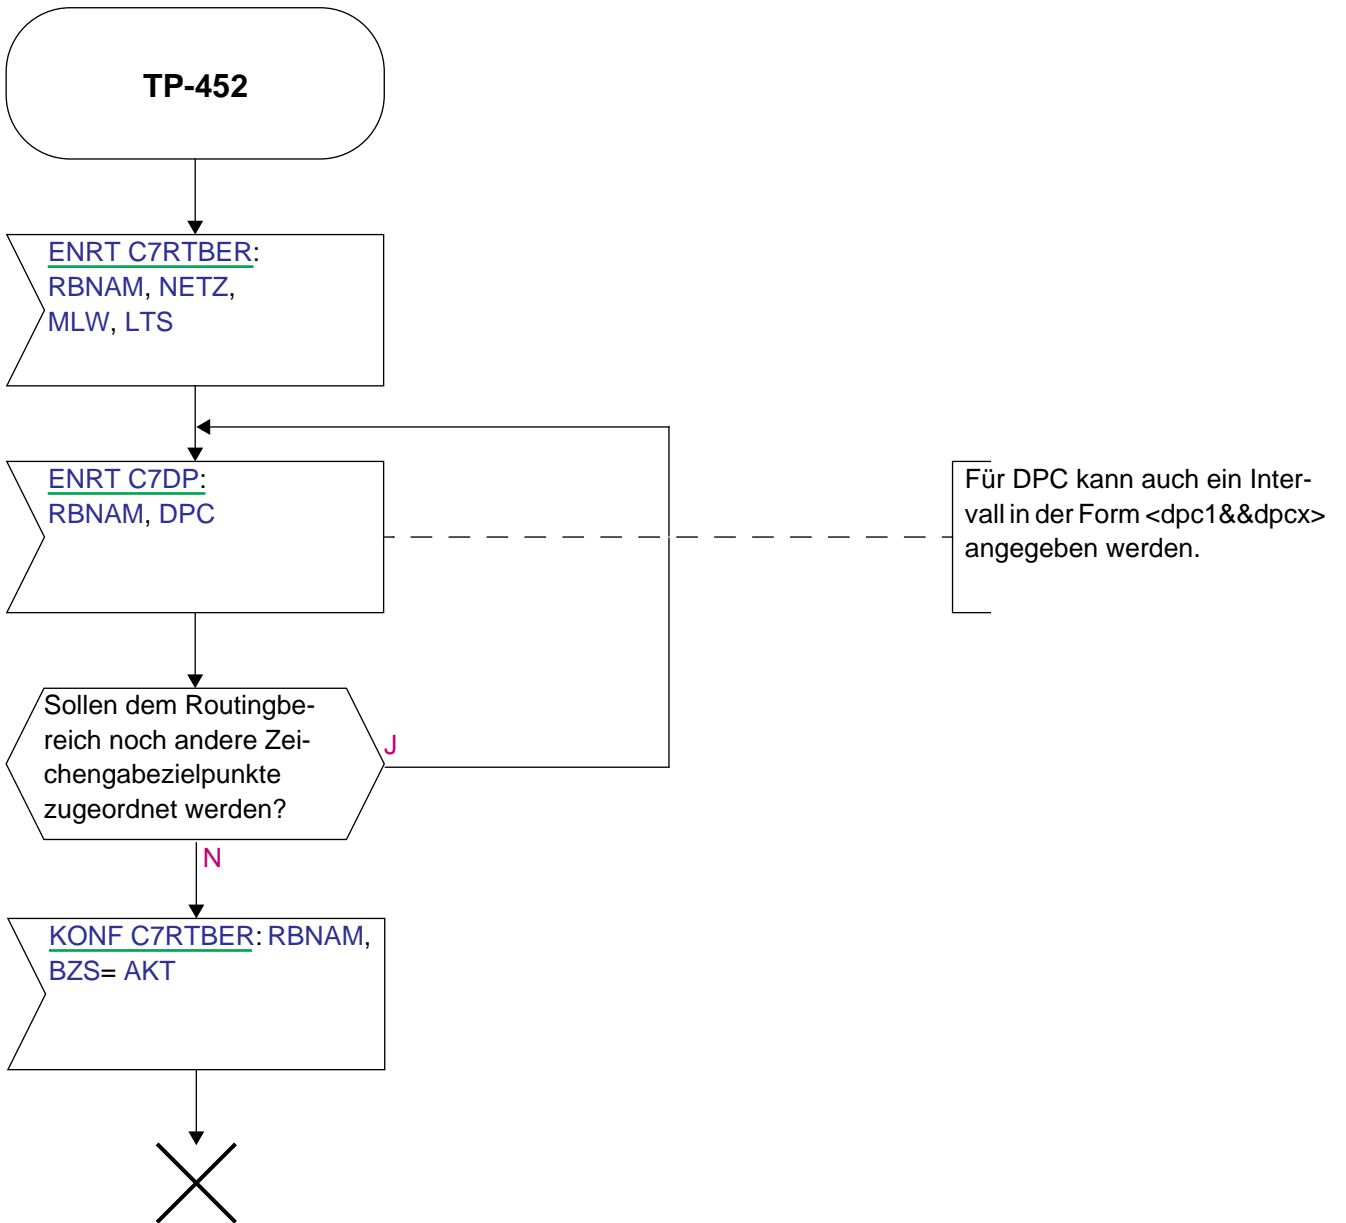 TP-452
ENRT C7RTBER:
RBNAM, NETZ,
MLW, LTS
ENRT C7DP:
RBNAM, DPC
Für DPC kann auch ein Inter-
vall in der Form <dpc1&&dpcx>
angegeben werden.
Sollen dem Routingbe-
reich noch andere Zei-
chengabezielpunkte
zugeordnet werden?
J
N
KONF C7RTBER: RBNAM,
BZS= AKT